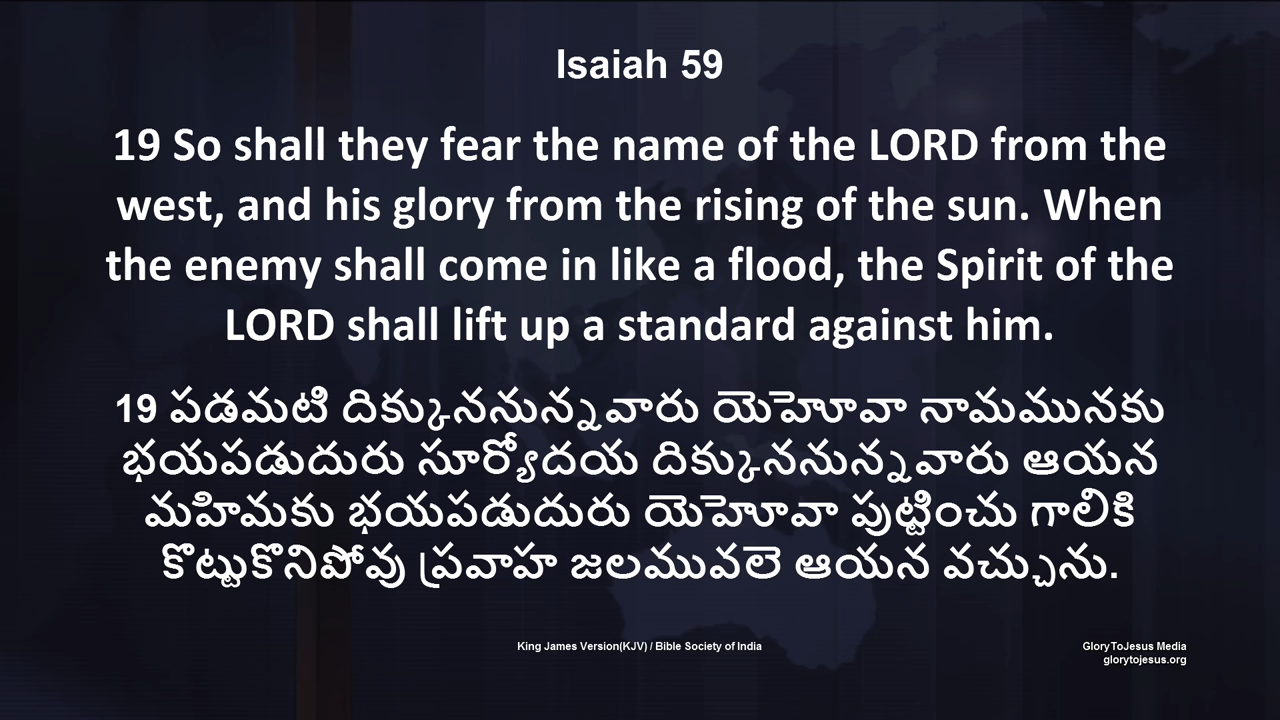 Isaiah 59
19 So shall they fear the name of the LORD from the
west, and his glory from the rising of the sun. When
the enemy shall come in like a flood, the Spirit of the
LORD shall lift up a standard against him.
19 పడమటి దిక్కుననున్నవారు యెహోవా నామమునకు
భయపడుదురు సూర్యోదయ దిక్కుననున్నవారు ఆయన
మహిమకు భయపడుదురు యెహోవా పుట్టించు గాలికి
కొట్టుకొనిపోవు ప్రవాహ జలమువలె ఆయన వచ్చును.
King James Version(KJV) / Bible Society of India
GloryToJesus Media
glorytojesus.org